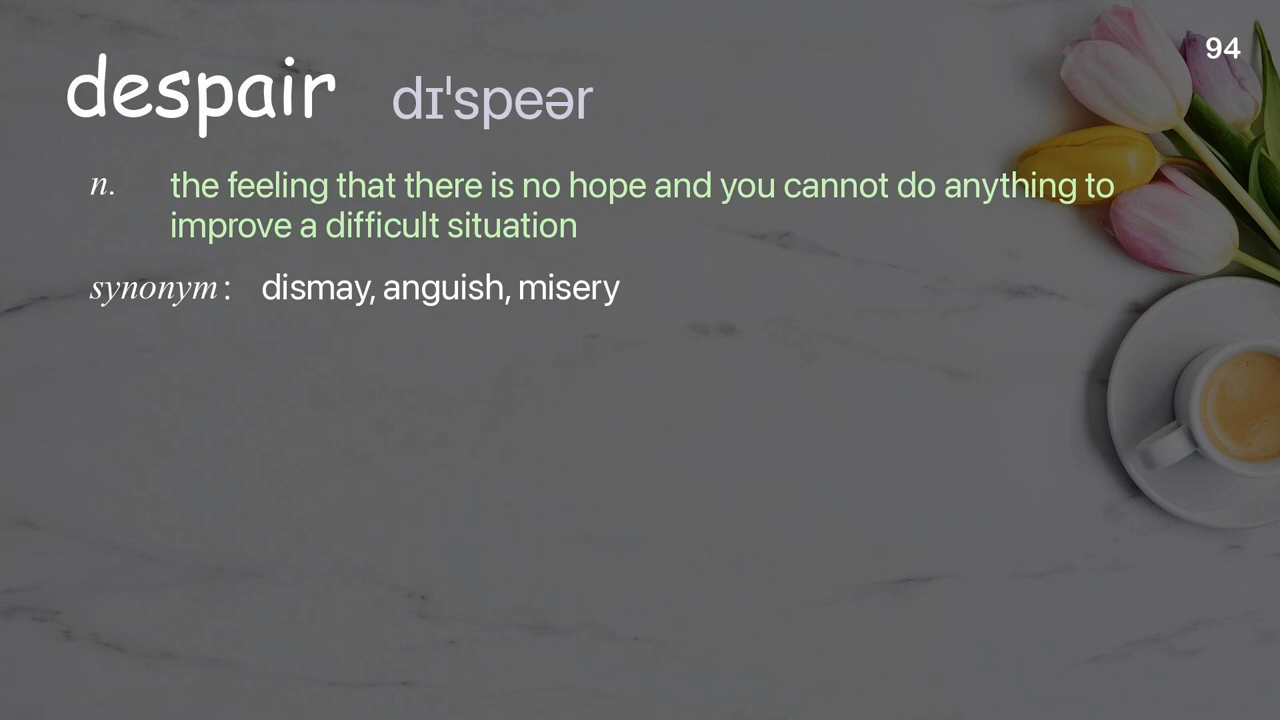 94
despair dɪˈspeər
n. the feeling that there is no hope and you cannot do anything to
improve a difficult situation
synonym: dismay, anguish, misery